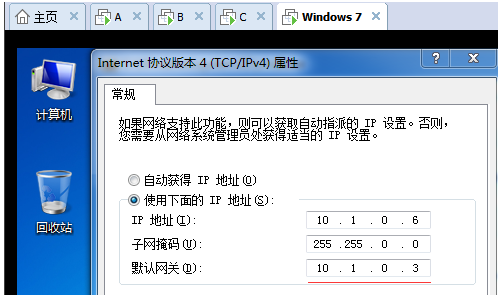 主页 A B C Windows 7
Internet 协议版本 4 (TCP/IPv4) 属性
?
计算机
常规
如果网络支持此功能，则可以获取自动指派的 IP 设置。否则，
您需要从网络系统管理员处获得适当的 IP 设置。
回收站
自动获得 IP 地址(O)
使用下面的 IP 地址(S):
IP 地址(I): 10 . 1 . 0 . 6
子网掩码(U): 255 .255 . 0 . 0
默认网关(D): 10 . 1 . 0 . 3